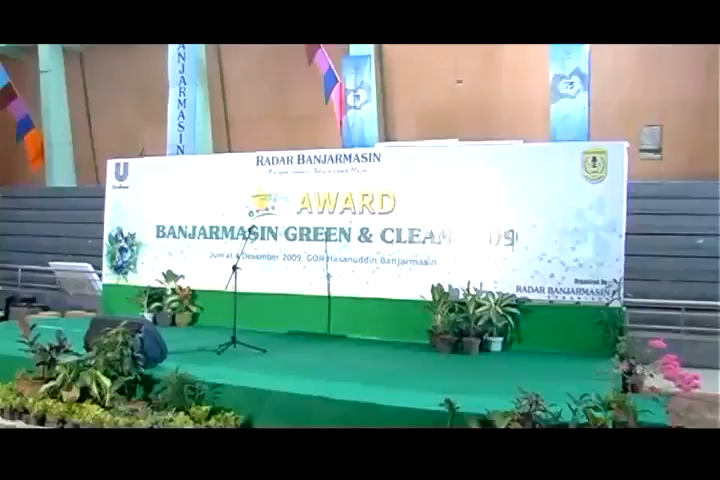 BANJARMASIN
RADAR BANJARMASIN
Unilever
AWARD
BANJARMASIN GREEN & CLEAN
Jum'at 4 Desember 2009, GOR Hasanuddin Banjarmasin
Organized by
RADAR BANJARMASIN